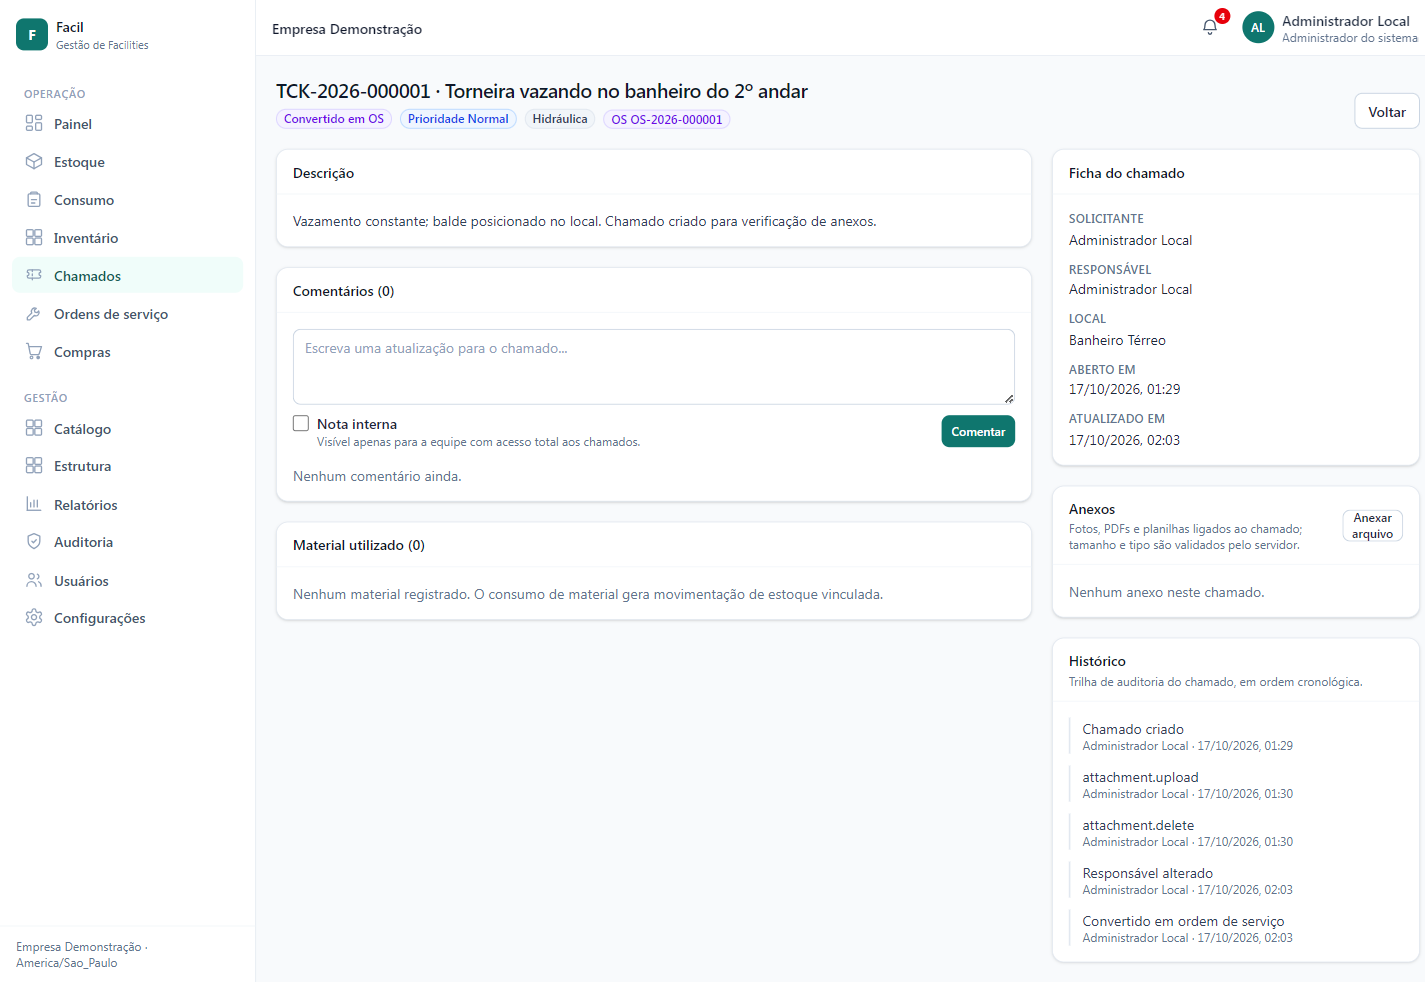 F
Facil
Gestão de Facilities
OPERAÇÃO
Painel
Estoque
Consumo
Inventário
Chamados
Ordens de serviço
Compras
GESTÃO
Catálogo
Estrutura
Relatórios
Auditoria
Usuários
Configurações
Empresa Demonstração ·
America/Sao_Paulo
Empresa Demonstração
4
AL
Administrador Local
Administrador do sistema
TCK-2026-000001 · Torneira vazando no banheiro do 2º andar
Convertido em OS
Prioridade Normal
Hidráulica
OS OS-2026-000001
Voltar
Descrição
Vazamento constante; balde posicionado no local. Chamado criado para verificação de anexos.
Comentários (0)
Escreva uma atualização para o chamado...
Nota interna
Visível apenas para a equipe com acesso total aos chamados.
Comentar
Nenhum comentário ainda.
Material utilizado (0)
Nenhum material registrado. O consumo de material gera movimentação de estoque vinculada.
Ficha do chamado
SOLICITANTE
Administrador Local
RESPONSÁVEL
Administrador Local
LOCAL
Banheiro Térreo
ABERTO EM
17/10/2026, 01:29
ATUALIZADO EM
17/10/2026, 02:03
Anexos
Fotos, PDFs e planilhas ligados ao chamado;
tamanho e tipo são validados pelo servidor.
Anexar
arquivo
Nenhum anexo neste chamado.
Histórico
Trilha de auditoria do chamado, em ordem cronológica.
Chamado criado
Administrador Local · 17/10/2026, 01:29
attachment.upload
Administrador Local · 17/10/2026, 01:30
attachment.delete
Administrador Local · 17/10/2026, 01:30
Responsável alterado
Administrador Local · 17/10/2026, 02:03
Convertido em ordem de serviço
Administrador Local · 17/10/2026, 02:03